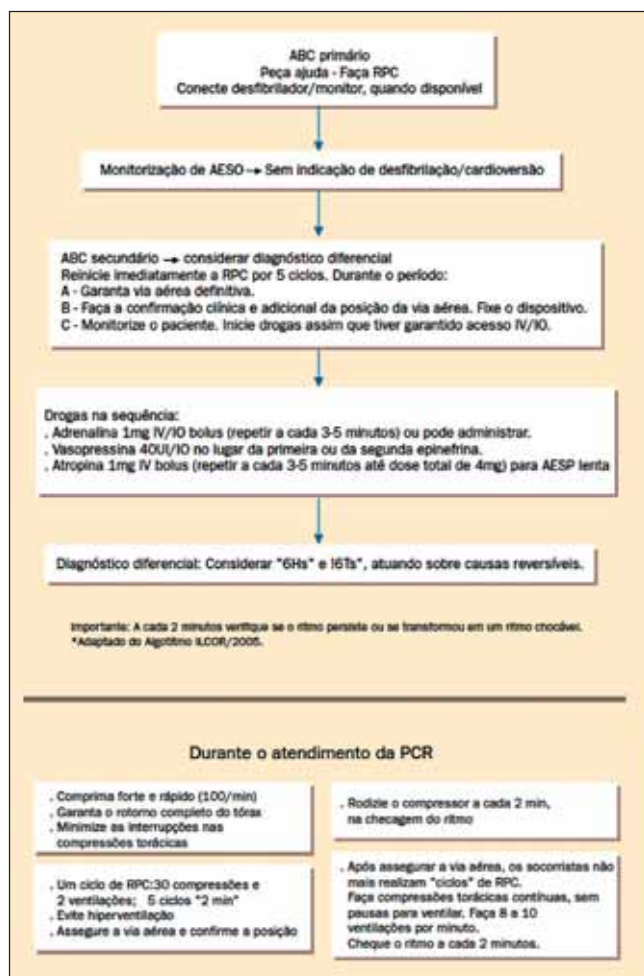 ABC primário
Peça ajuda - Faça RPC
Conecte desfibrilador/monitor, quando disponível
Monitorização de AESO → Sem indicação de desfibrilação/cardioversão
ABC secundário → considerar diagnóstico diferencial
Reinicie imediatamente a RPC por 5 ciclos. Durante o período:
A - Garanta via aérea definitiva.
B - Faça a confirmação clínica e adicional da posição da via aérea. Fixe o dispositivo.
C - Monitorize o paciente. Inicie drogas assim que tiver garantido acesso IV/IO.
Drogas na sequência:
. Adrenalina 1mg IV/IO bolus (repetir a cada 3-5 minutos) ou pode administrar.
. Vasopressina 40UI/IO no lugar da primeira ou da segunda epinefrina.
. Atropina 1mg IV bolus (repetir a cada 3-5 minutos até dose total de 4mg) para AESP lenta
Diagnóstico diferencial: Considerar "6Hs" e !6Ts", atuando sobre causas reversíveis.
Importante: A cada 2 minutos verifique se o ritmo persista ou se transformou em um ritmo chocável.
*Adaptado do Algotitmo ILCOR/2005.
Durante o atendimento da PCR
. Comprima forte e rápido (100/min)
. Garanta o rotorno completo do tórax
. Minimize as interrupções nas
compressões torácicas
. Rodizie o compressor a cada 2 min,
na checagem do ritmo
. Um ciclo de RPC:30 compressões e
2 ventilações; 5 ciclos "2 min"
. Evite hiperventilação
. Assegure a via aérea e confirme a posição
. Após assegurar a via aérea, os socorristas não
mais realizam "ciclos" de RPC.
Faça compressões torácicas contínuas, sem
pausas para ventilar. Faça 8 a 10
ventilações por minuto.
Cheque o ritmo a cada 2 minutos.